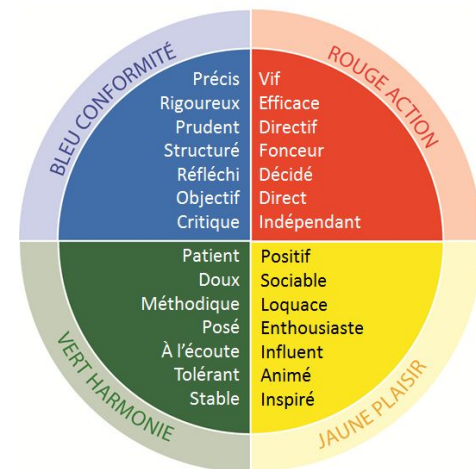 BLEU CONFORMITÉ
Précis
Rigoureux
Prudent
Structuré
Réfléchi
Objectif
Critique
ROUGE ACTION
Vif
Efficace
Directif
Fonceur
Décidé
Direct
Indépendant
VERT HARMONIE
Patient
Doux
Méthodique
Posé
À l'écoute
Tolérant
Stable
JAUNE PLAISIR
Positif
Sociable
Loquace
Enthousiaste
Influent
Animé
Inspiré